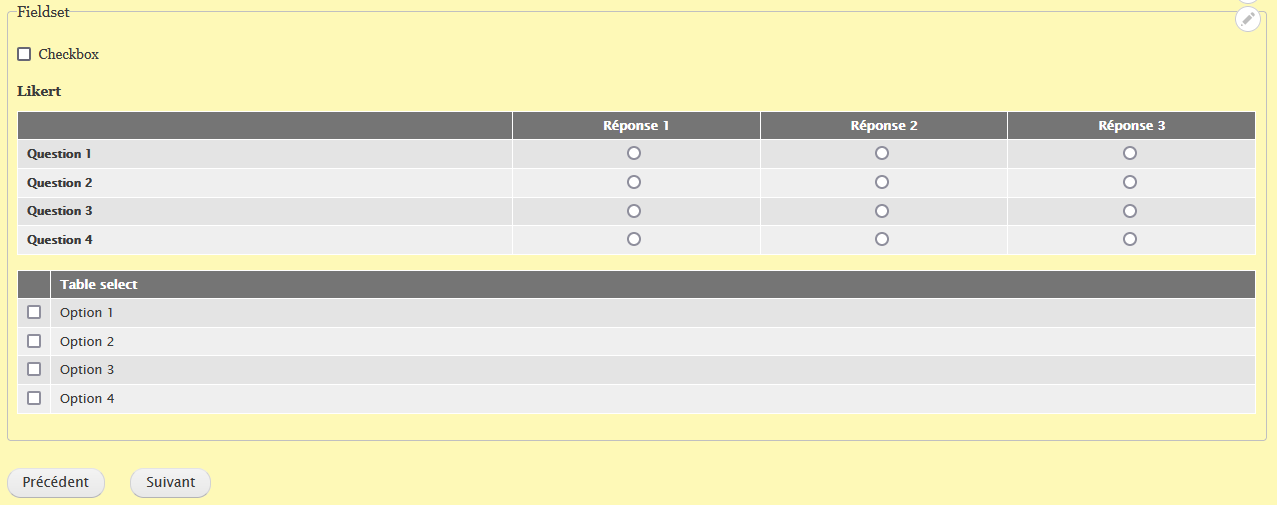 Fieldset
Checkbox
Likert
Réponse 1 Réponse 2 Réponse 3
Question 1
Question 2
Question 3
Question 4
Table select
Option 1
Option 2
Option 3
Option 4
Précédent Suivant